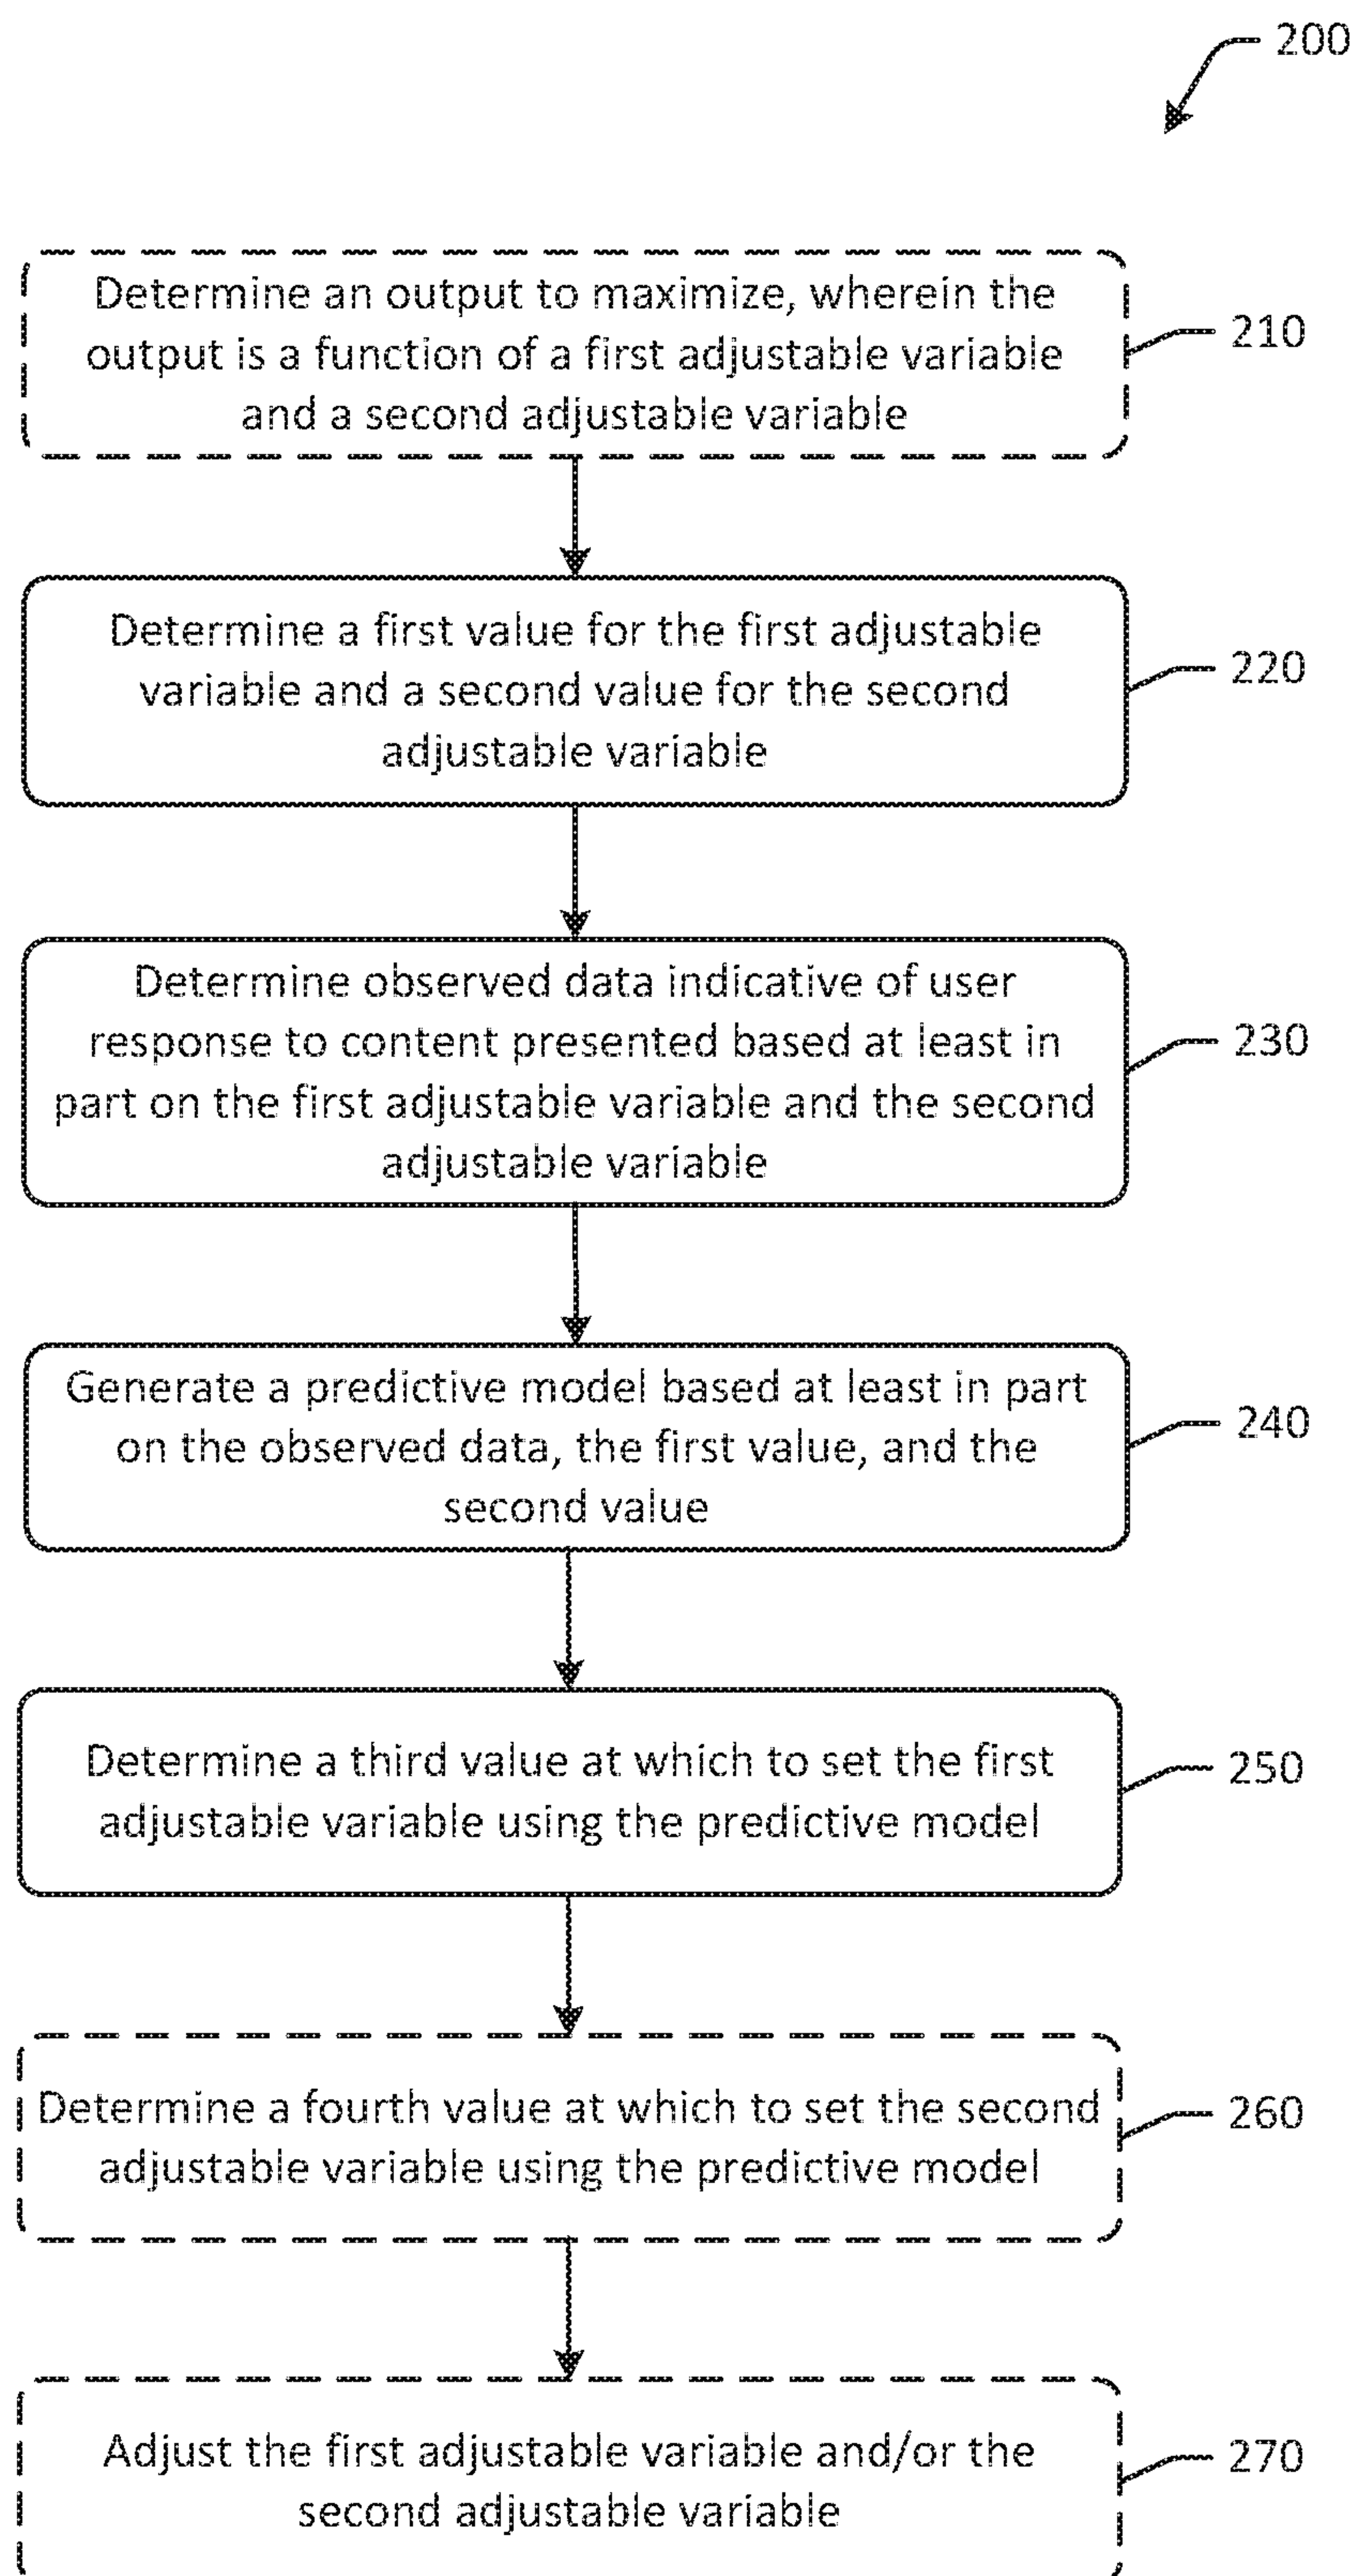 200
Determine an output to maximize, wherein the
output is a function of a first adjustable variable
and a second adjustable variable
210
Determine a first value for the first adjustable
variable and a second value for the second
adjustable variable
220
Determine observed data indicative of user
response to content presented based at least in
part on the first adjustable variable and the second
adjustable variable
230
Generate a predictive model based at least in part
on the observed data, the first value, and the
second value
240
Determine a third value at which to set the first
adjustable variable using the predictive model
250
Determine a fourth value at which to set the second
adjustable variable using the predictive model
260
Adjust the first adjustable variable and/or the
second adjustable variable
270